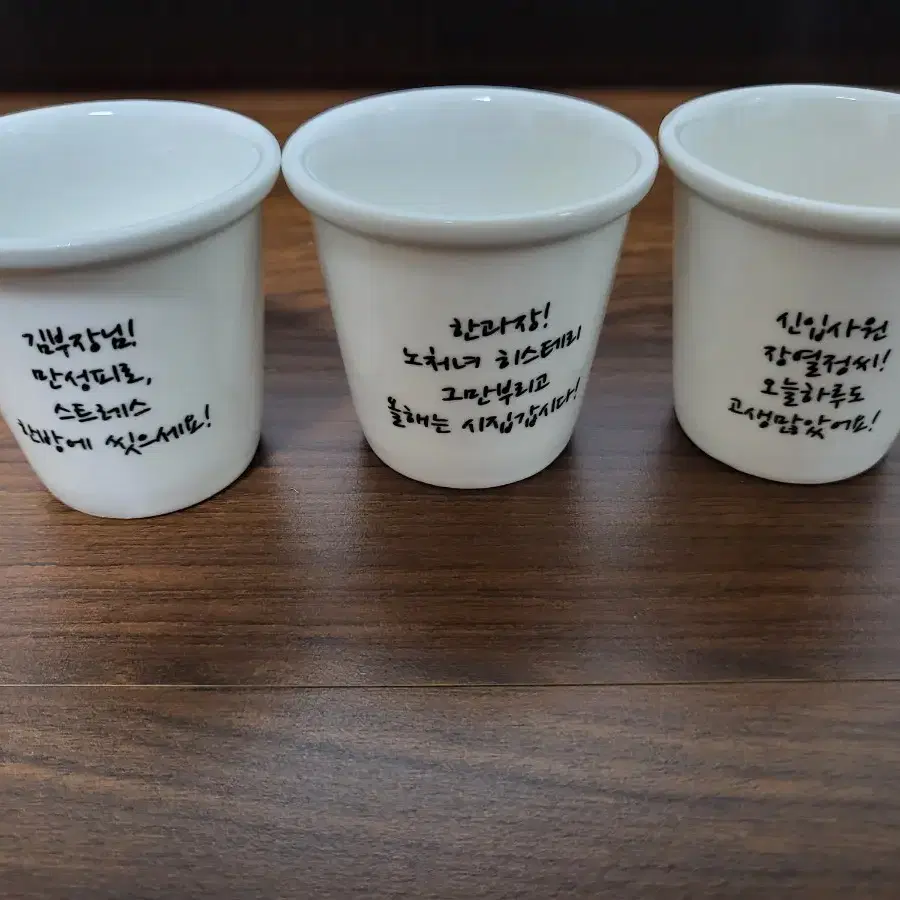 김부장님!
만성피로,
스트레스
한방에 씻으세요!
한과장!
노처녀 히스테리
그만부리고
올해는 시집갑시다!
신입사원
장열정씨!
오늘하루도
고생많았어요!